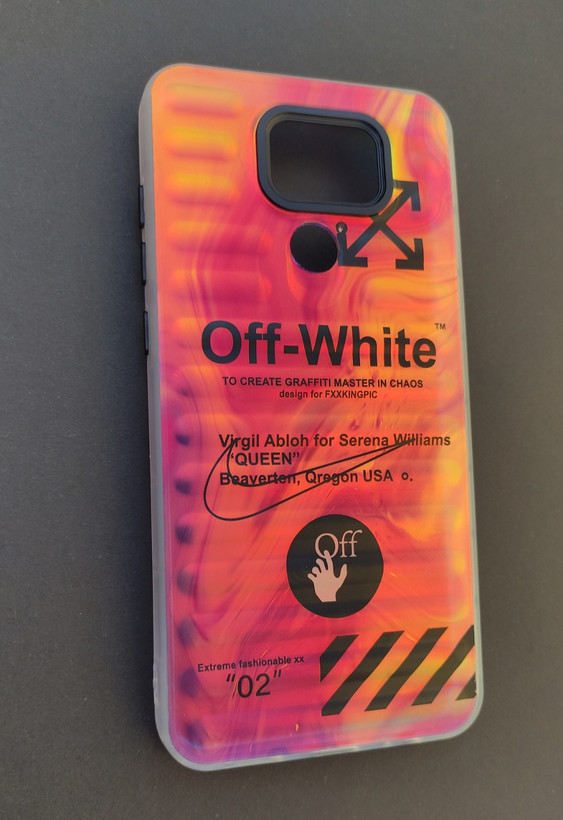 Off-White™
TO CREATE GRAFFITI MASTER IN CHAOS
design for FXXKINGPIC
Virgil Abloh for Serena Williams
“QUEEN”
Beaverten, Qregon USA o.
Off
Extreme fashionable xx
“02”